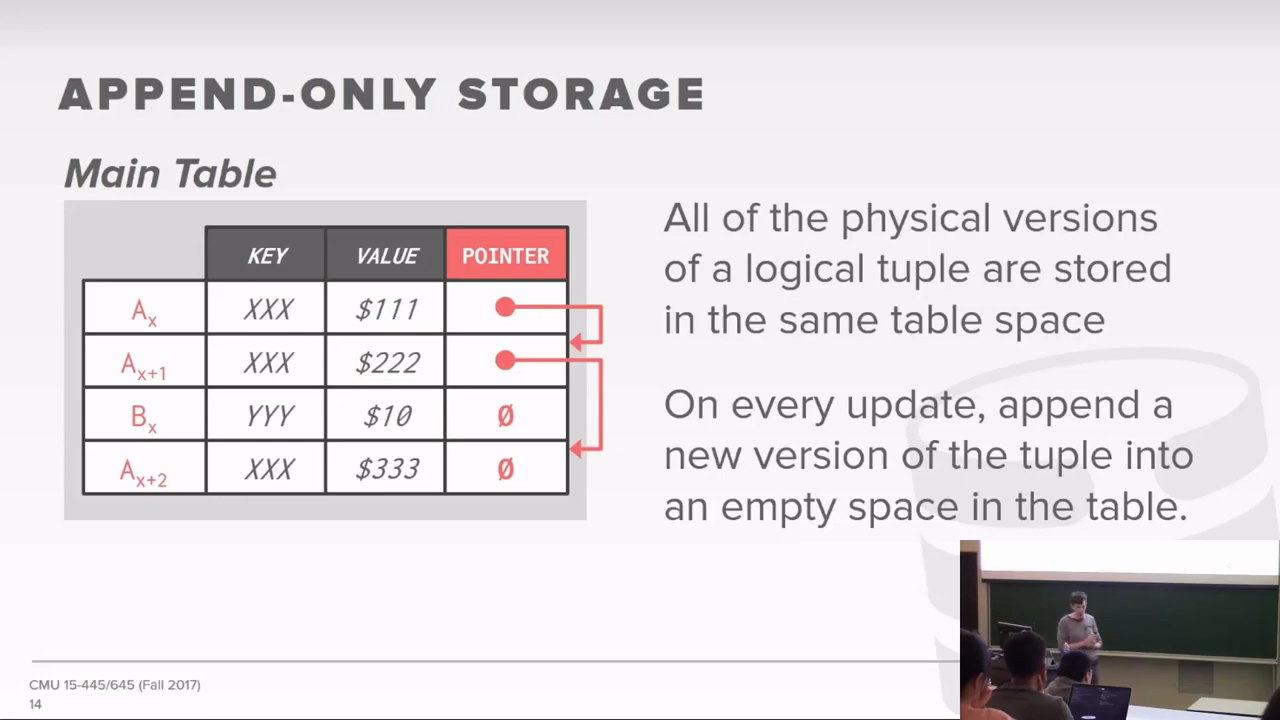 APPEND-ONLY STORAGE
Main Table
KEY VALUE POINTER
Ax XXX $111
Ax+1 XXX $222
Bx YYY $10 Ø
Ax+2 XXX $333 Ø
All of the physical versions
of a logical tuple are stored
in the same table space
On every update, append a
new version of the tuple into
an empty space in the table.
CMU 15-445/645 (Fall 2017)
14